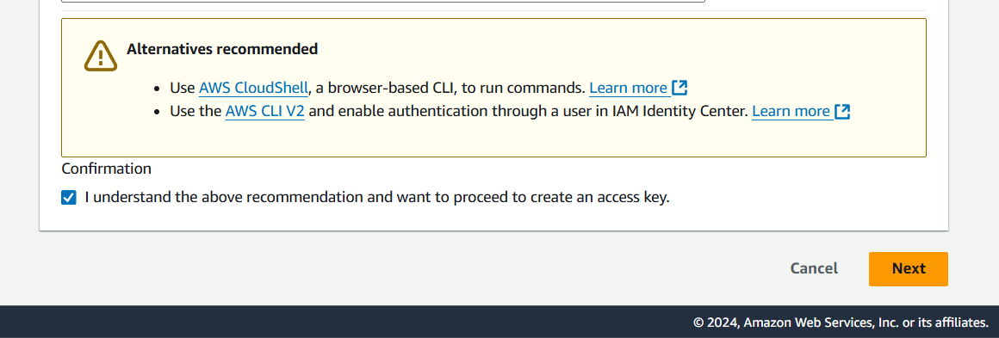 Alternatives recommended
Use AWS CloudShell, a browser-based CLI, to run commands. Learn more
Use the AWS CLI V2 and enable authentication through a user in IAM Identity Center. Learn more
Confirmation
I understand the above recommendation and want to proceed to create an access key.
Cancel Next
© 2024, Amazon Web Services, Inc. or its affiliates.